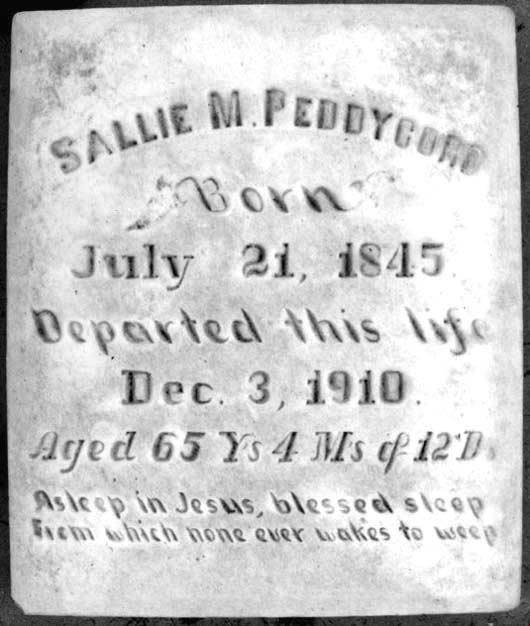 SALLIE M. PEDDYCORD
Born
July 21, 1845
Departed this life
Dec. 3, 1910.
Aged 65 Ys 4 Ms & 12 Ds
Asleep in Jesus, blessed sleep
From which none ever wakes to weep